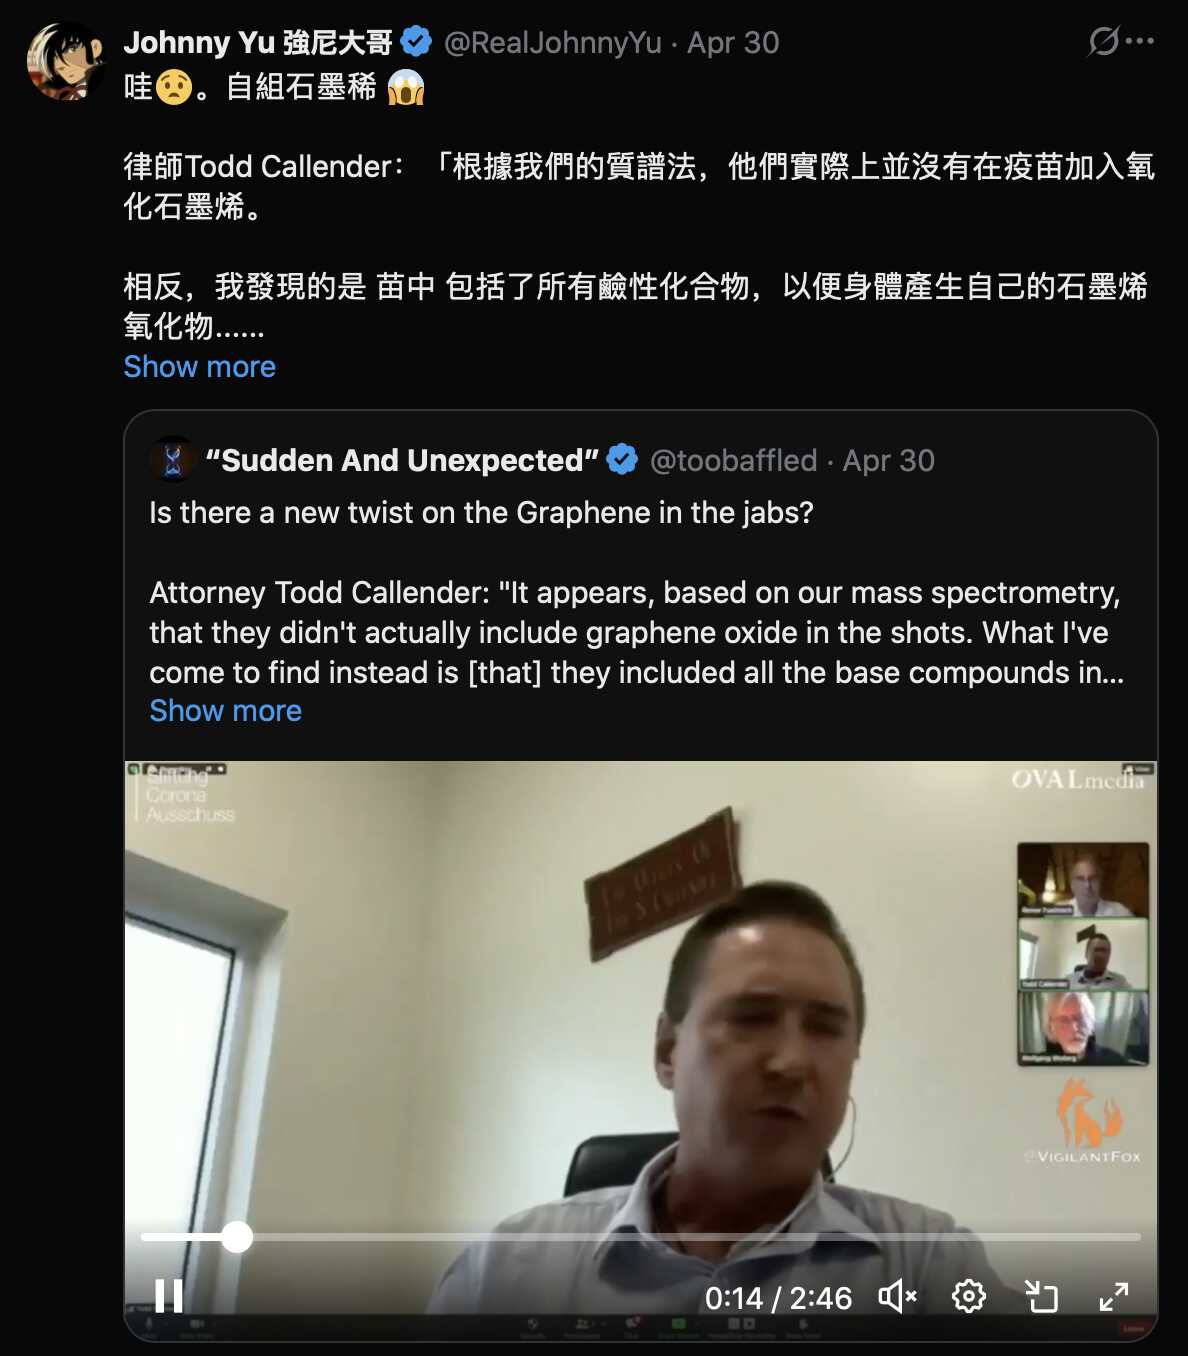 Johnny Yu 強尼大哥 @RealJohnnyYu · Apr 30
哇😟。自組石墨稀 😱
律師Todd Callender：「根據我們的質譜法，他們實際上並沒有在疫苗加入氧
化石墨烯。
相反，我發現的是 苗中 包括了所有鹼性化合物，以便身體產生自己的石墨烯
氧化物......
Show more
“Sudden And Unexpected” @toobaffled · Apr 30
Is there a new twist on the Graphene in the jabs?
Attorney Todd Callender: "It appears, based on our mass spectrometry,
that they didn't actually include graphene oxide in the shots. What I've
come to find instead is [that] they included all the base compounds in...
Show more
Stiftung
Corona
Ausschuss
OVALmedia
Todd Callender
@VIGILANTFOX
0:14 / 2:46